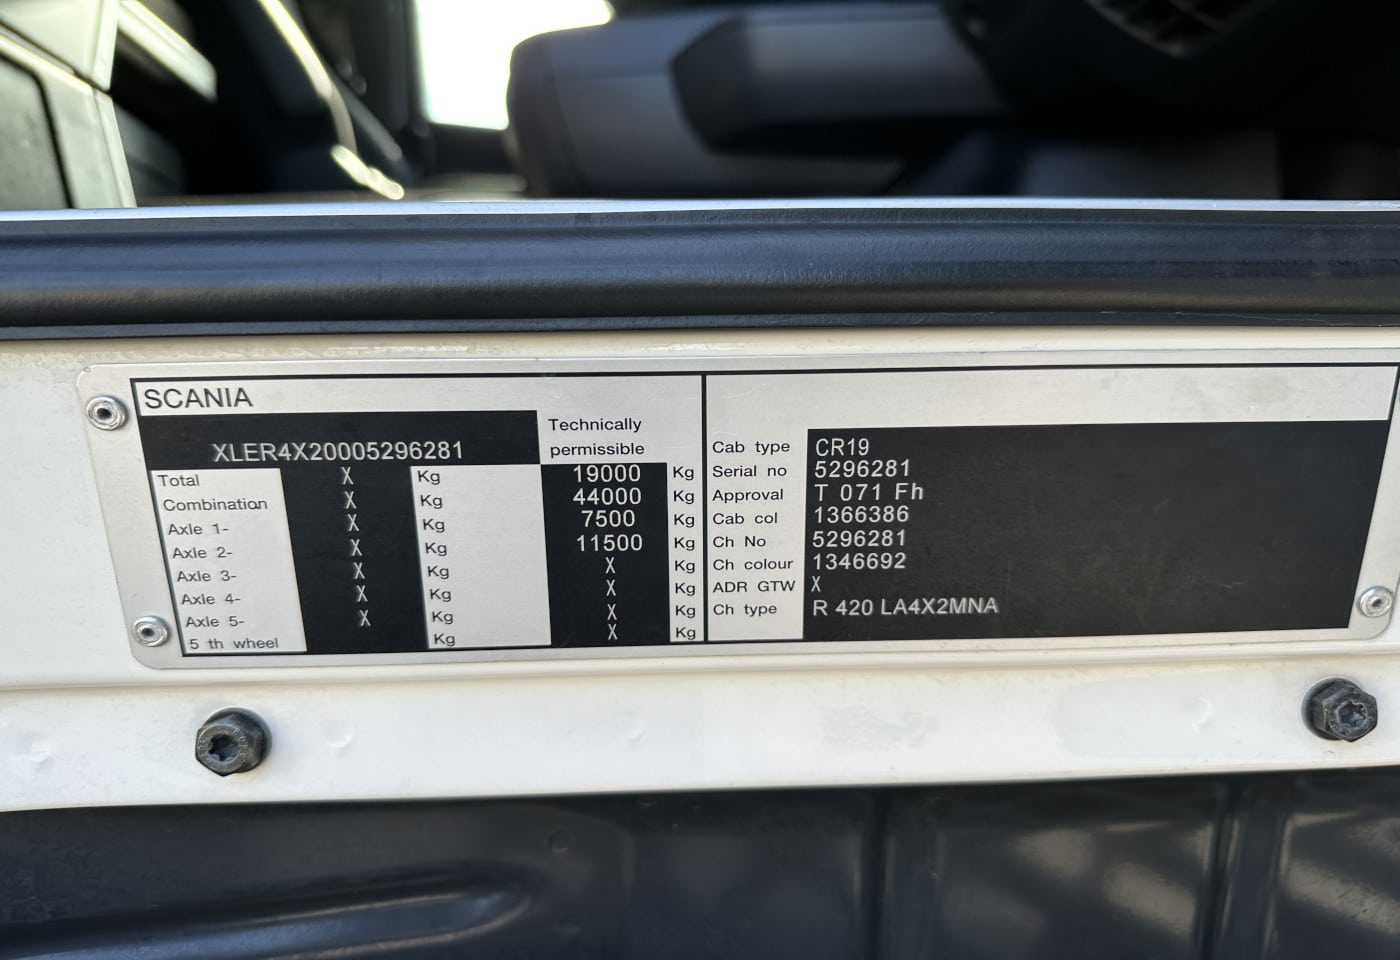 SCANIA
XLER4X20005296281
Technically
permissible
Total X Kg 19000 Kg
Combination X Kg 44000 Kg
Axle 1- X Kg 7500 Kg
Axle 2- X Kg 11500 Kg
Axle 3- X Kg X Kg
Axle 4- X Kg X Kg
Axle 5- X Kg X Kg
5 th wheel Kg X Kg
Cab type CR19
Serial no 5296281
Approval T 071 Fh
Cab col 1366386
Ch No 5296281
Ch colour 1346692
ADR GTW X
Ch type R 420 LA4X2MNA